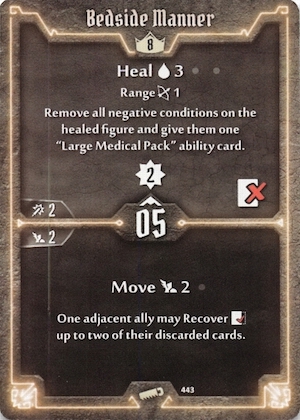 Bedside Manner
8
Heal 3
Range 1
Remove all negative conditions on the
healed figure and give them one
“Large Medical Pack” ability card.
2
2
05
2
Move 2
One adjacent ally may Recover
up to two of their discarded cards.
443